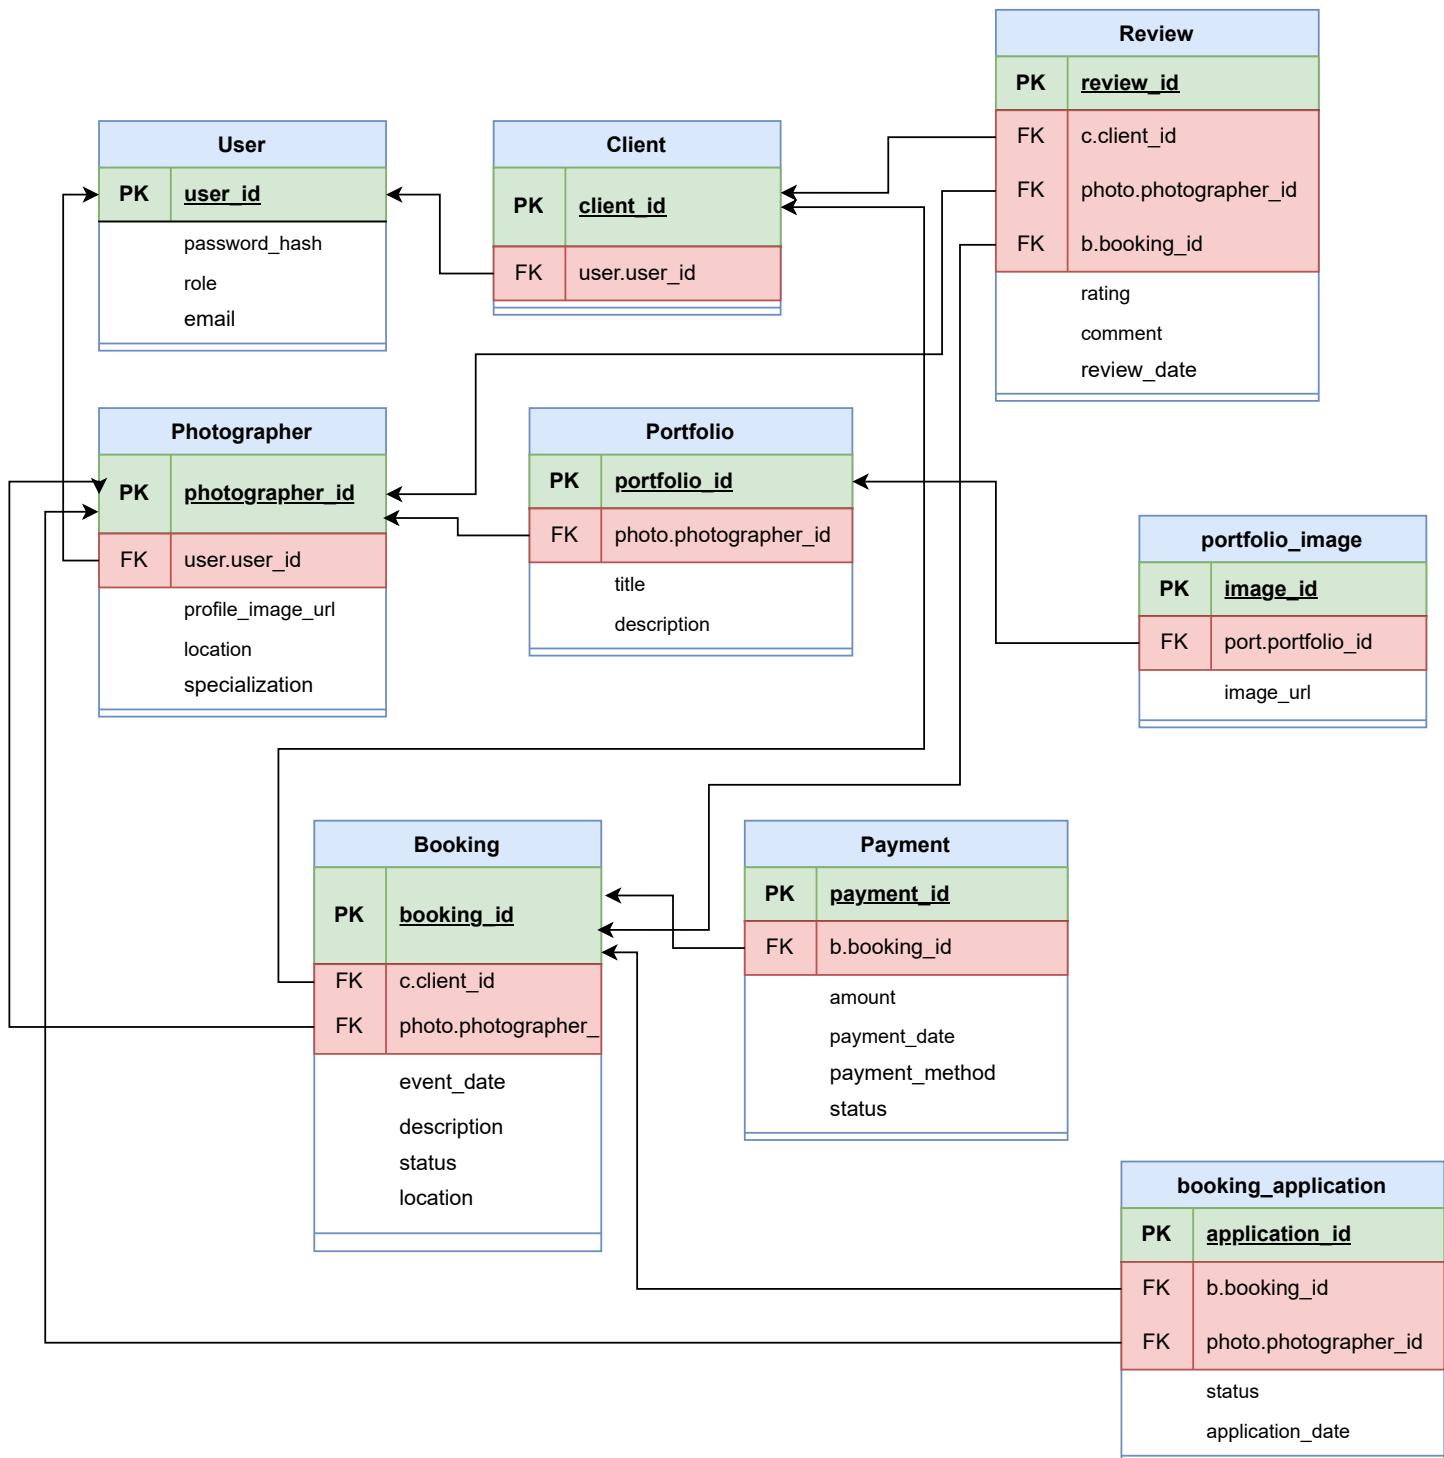 Review
PK review_id
FK c.client_id
FK photo.photographer_id
FK b.booking_id
rating
comment
review_date
User
PK user_id
password_hash
role
email
Client
PK client_id
FK user.user_id
Photographer
PK photographer_id
FK user.user_id
profile_image_url
location
specialization
Portfolio
PK portfolio_id
FK photo.photographer_id
title
description
portfolio_image
PK image_id
FK port.portfolio_id
image_url
Booking
PK booking_id
FK c.client_id
FK photo.photographer_
event_date
description
status
location
Payment
PK payment_id
FK b.booking_id
amount
payment_date
payment_method
status
booking_application
PK application_id
FK b.booking_id
FK photo.photographer_id
status
application_date